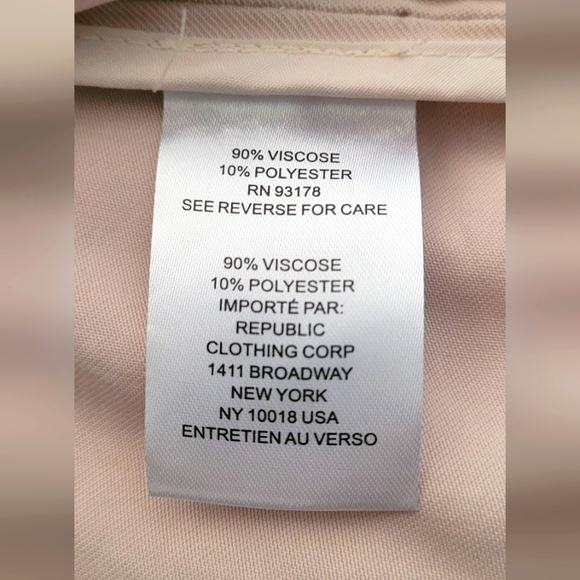 90% VISCOSE
10% POLYESTER
RN 93178
SEE REVERSE FOR CARE
90% VISCOSE
10% POLYESTER
IMPORTÉ PAR:
REPUBLIC
CLOTHING CORP
1411 BROADWAY
NEW YORK
NY 10018 USA
ENTRETIEN AU VERSO